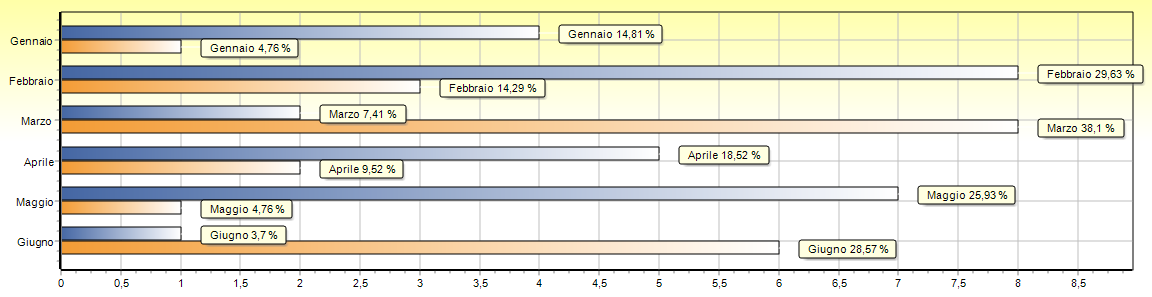 Gennaio
Gennaio 14,81 %
Gennaio 4,76 %
Febbraio
Febbraio 29,63 %
Febbraio 14,29 %
Marzo
Marzo 7,41 %
Marzo 38,1 %
Aprile
Aprile 18,52 %
Aprile 9,52 %
Maggio
Maggio 25,93 %
Maggio 4,76 %
Giugno
Giugno 3,7 %
Giugno 28,57 %
0 0,5 1 1,5 2 2,5 3 3,5 4 4,5 5 5,5 6 6,5 7 7,5 8 8,5